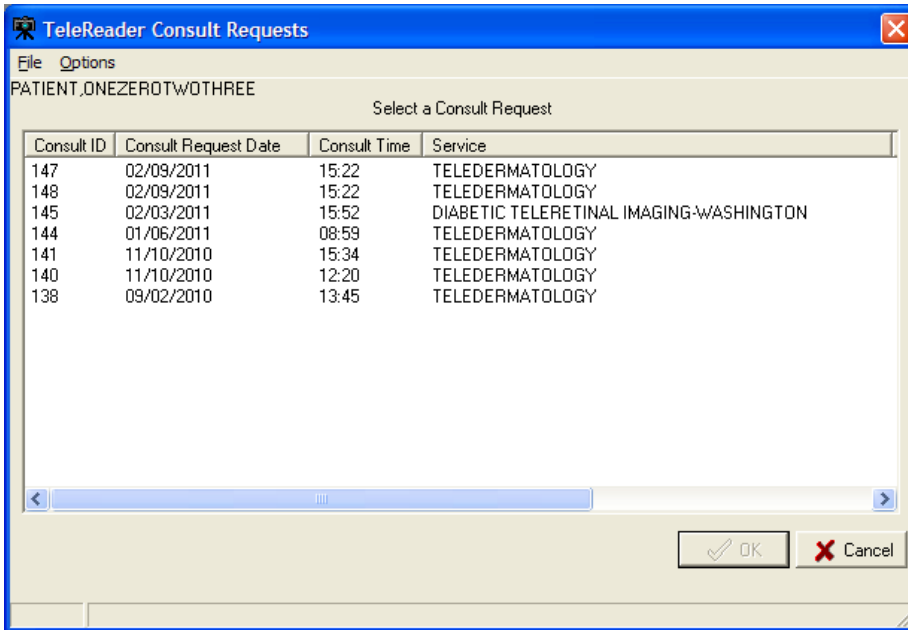 TeleReader Consult Requests
File Options
PATIENT,ONEZEROTWOTHREE
Select a Consult Request
Consult ID Consult Request Date Consult Time Service
147 02/09/2011 15:22 TELEDERMATOLOGY
148 02/09/2011 15:22 TELEDERMATOLOGY
145 02/03/2011 15:52 DIABETIC TELERETINAL IMAGING-WASHINGTON
144 01/06/2011 08:59 TELEDERMATOLOGY
141 11/10/2010 15:34 TELEDERMATOLOGY
140 11/10/2010 12:20 TELEDERMATOLOGY
138 09/02/2010 13:45 TELEDERMATOLOGY
OK Cancel